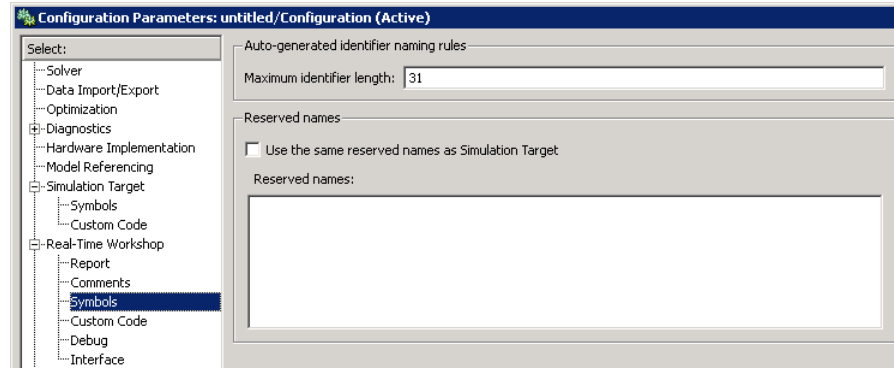 Configuration Parameters: untitled/Configuration (Active)
Select:
Solver
Data Import/Export
Optimization
Diagnostics
Hardware Implementation
Model Referencing
Simulation Target
Symbols
Custom Code
Real-Time Workshop
Report
Comments
Symbols
Custom Code
Debug
Interface
Auto-generated identifier naming rules
Maximum identifier length: 31
Reserved names
Use the same reserved names as Simulation Target
Reserved names: